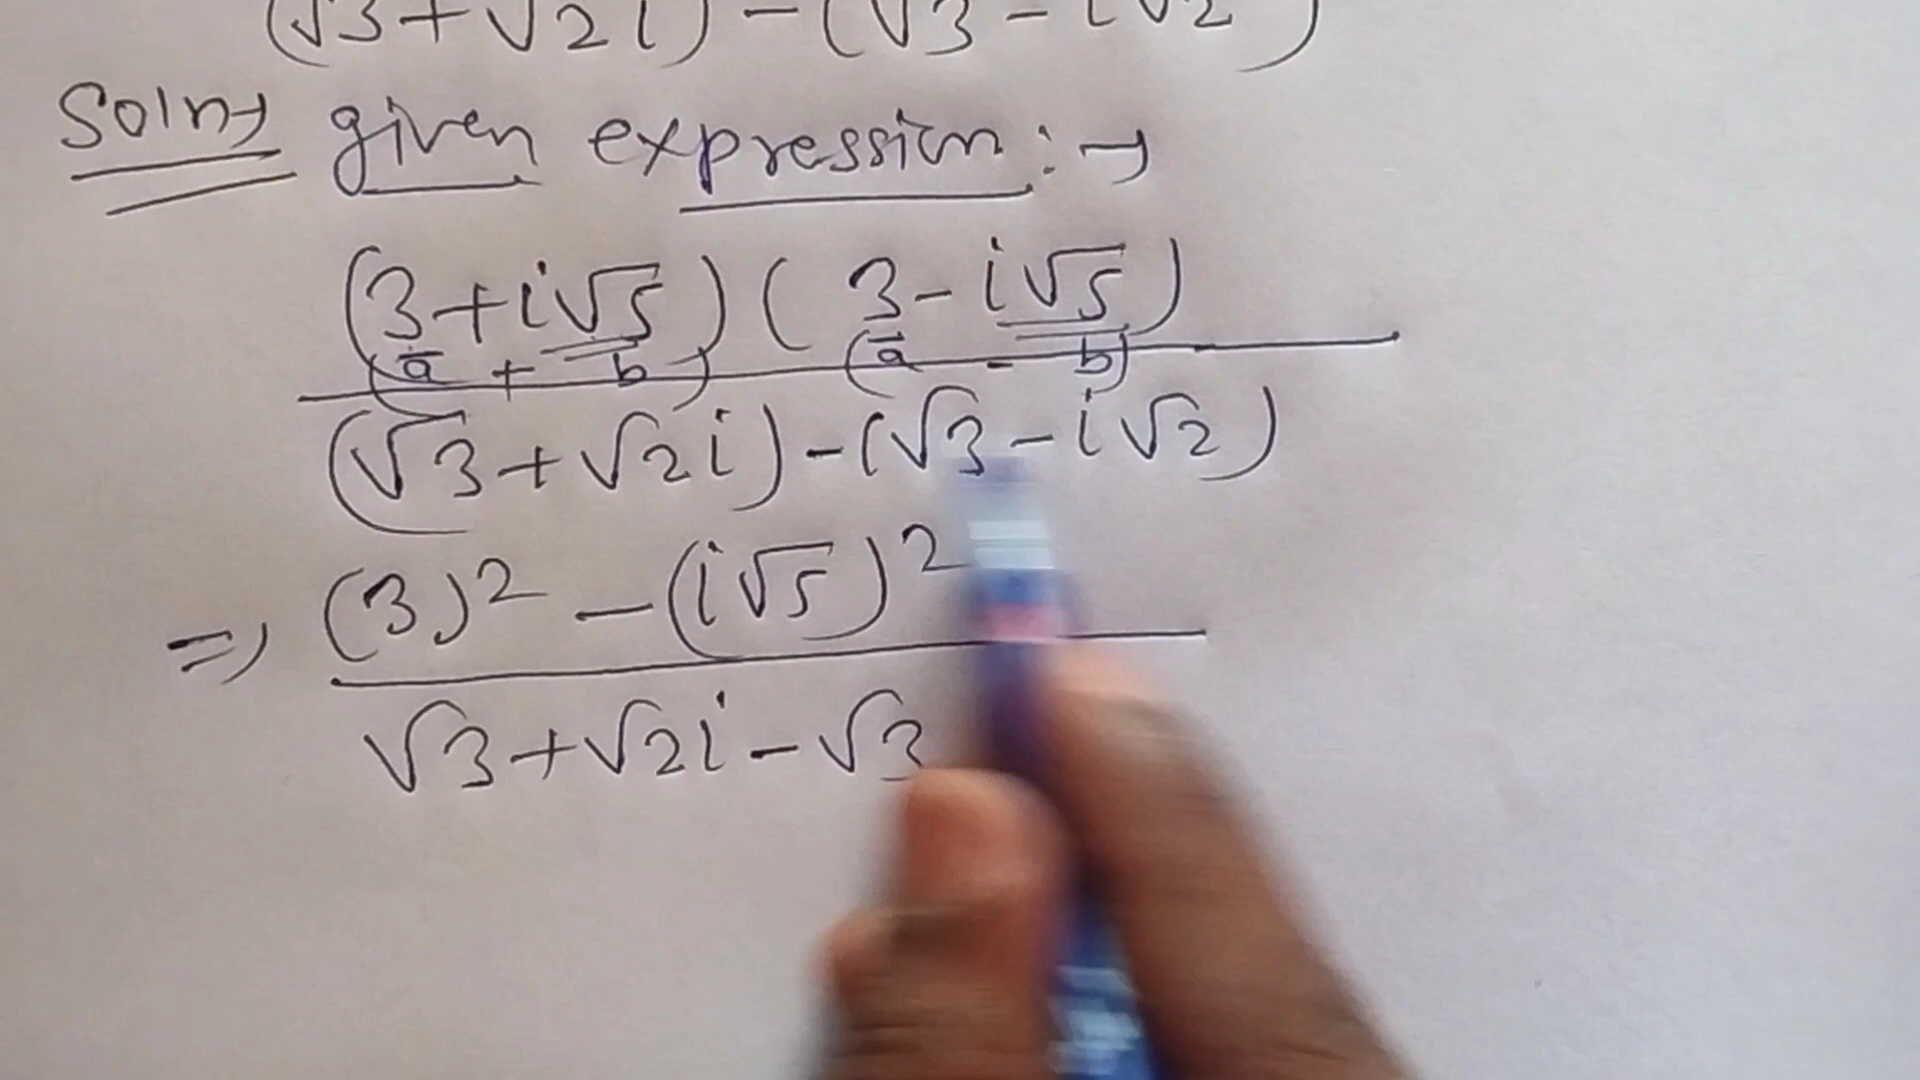 (√3+√2i)-(√3-i√2)
Soln→ given expression:→
(3+i√5)(3-i√5)
(a + b) (a - b)
(√3+√2i)-(√3-i√2)
⇒ (3)² -(i√5)²
√3+√2i-√3